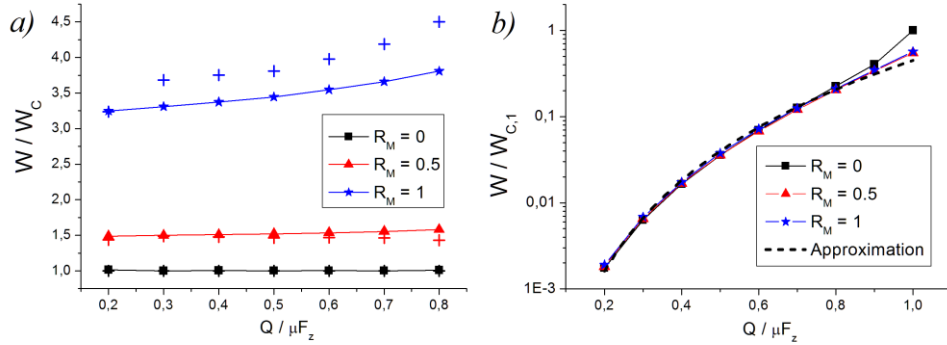 a)
W / W_C
4,5
4,0
3,5
3,0
2,5
2,0
1,5
1,0
R_M = 0
R_M = 0.5
R_M = 1
0,2 0,3 0,4 0,5 0,6 0,7 0,8
Q / μF_z
b)
W / W_C,1
1
0,1
0,01
1E-3
R_M = 0
R_M = 0.5
R_M = 1
Approximation
0,2 0,4 0,6 0,8 1,0
Q / μF_z